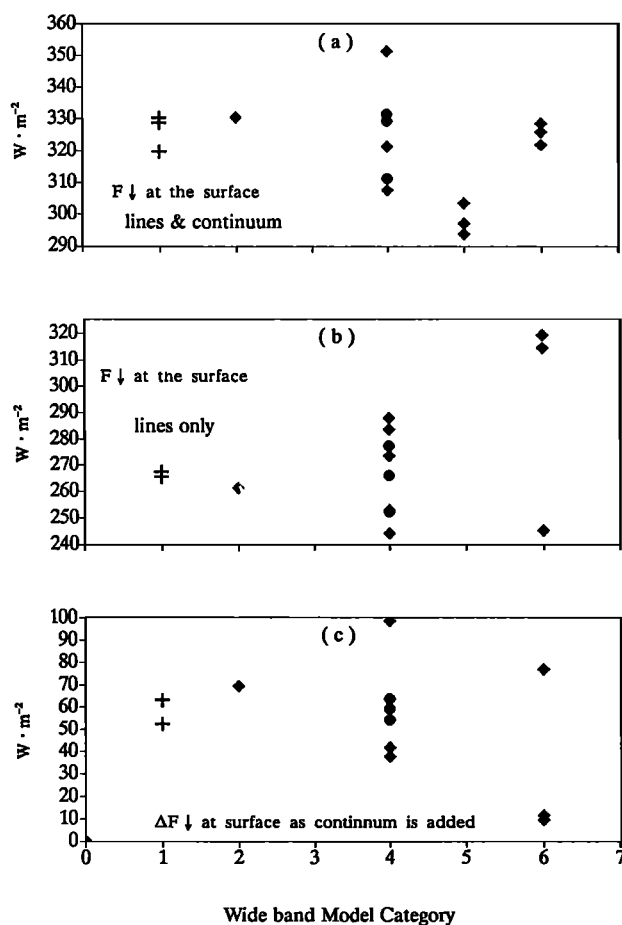 ( a )
360
350
340
330
320
310
300
290
W · m⁻²
F ↓ at the surface
lines & continuum
( b )
320
310
300
290
280
270
260
250
240
W · m⁻²
F ↓ at the surface
lines only
( c )
100
90
80
70
60
50
40
30
20
10
0
W · m⁻²
ΔF ↓ at surface as continnum is added
0 1 2 3 4 5 6 7
Wide band Model Category